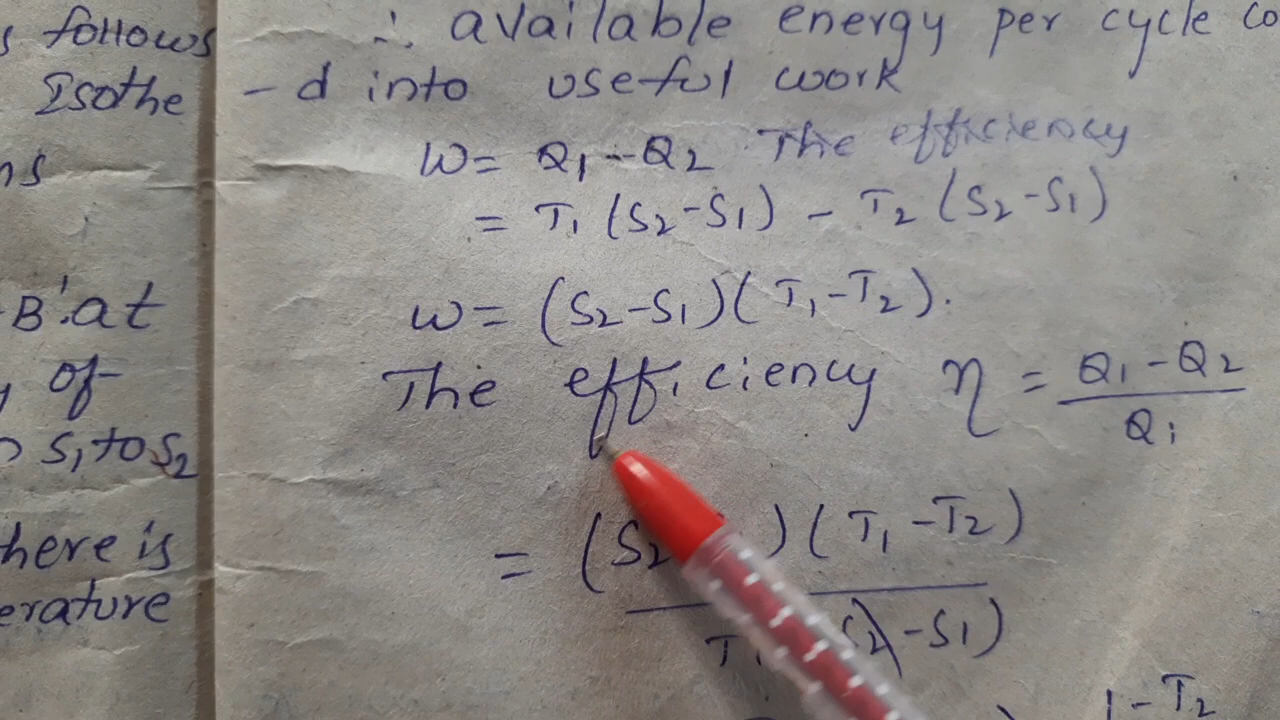 s follows
Isothe
ns
B' at
y of
S1 to S2
here is
erature
∴ available energy per cycle co
-d into useful work
W = Q1 - Q2 The efficiency
= T1 (S2 - S1) - T2 (S2 - S1)
W = (S2 - S1)(T1 - T2).
The efficiency η = Q1 - Q2 / Q1
= (S2 ) (T1 - T2)
T1 S2 - S1)
1 - T2